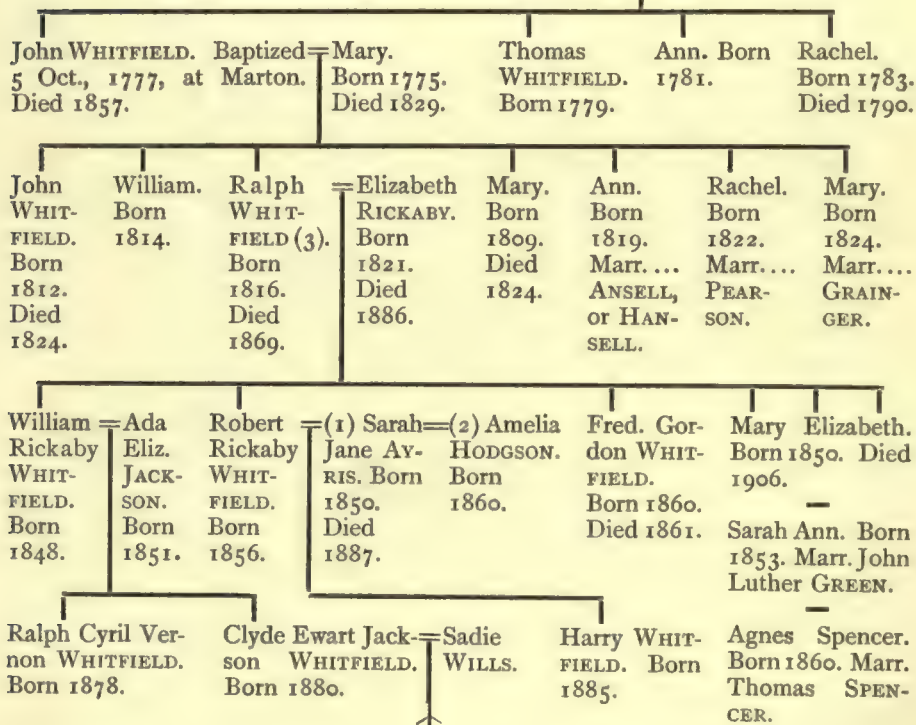 John WHITFIELD. Baptized = Mary.
5 Oct., 1777, at Marton. Born 1775.
Died 1857. Died 1829.
Thomas
WHITFIELD.
Born 1779.
Ann. Born
1781.
Rachel.
Born 1783.
Died 1790.
John
WHIT-
FIELD.
Born
1812.
Died
1824.
William.
Born
1814.
Ralph
WHIT-
FIELD (3).
Born
1816.
Died
1869.
= Elizabeth
RICKABY.
Born
1821.
Died
1886.
Mary.
Born
1809.
Died
1824.
Ann.
Born
1819.
Marr....
ANSELL,
or HAN-
SELL.
Rachel.
Born
1822.
Marr....
PEAR-
SON.
Mary.
Born
1824.
Marr....
GRAIN-
GER.
William
Rickaby
WHIT-
FIELD.
Born
1848.
= Ada
Eliz.
JACK-
SON.
Born
1851.
Robert
Rickaby
WHIT-
FIELD.
Born
1856.
= (1) Sarah
Jane AY-
RIS. Born
1850.
Died
1887.
= (2) Amelia
HODGSON.
Born
1860.
Fred. Gor-
don WHIT-
FIELD.
Born 1860.
Died 1861.
Mary Elizabeth.
Born 1850. Died
1906.
Sarah Ann. Born
1853. Marr. John
Luther GREEN.
Agnes Spencer.
Born 1860. Marr.
Thomas SPEN-
CER.
Ralph Cyril Ver-
non WHITFIELD.
Born 1878.
Clyde Ewart Jack-
son WHITFIELD.
Born 1880.
= Sadie
WILLS.
Harry WHIT-
FIELD. Born
1885.